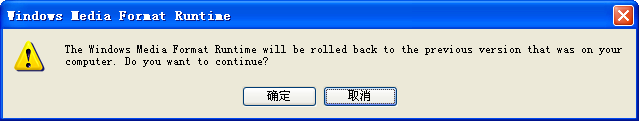 Windows Media Format Runtime
The Windows Media Format Runtime will be rolled back to the previous version that was on your
computer. Do you want to continue?
确定
取消